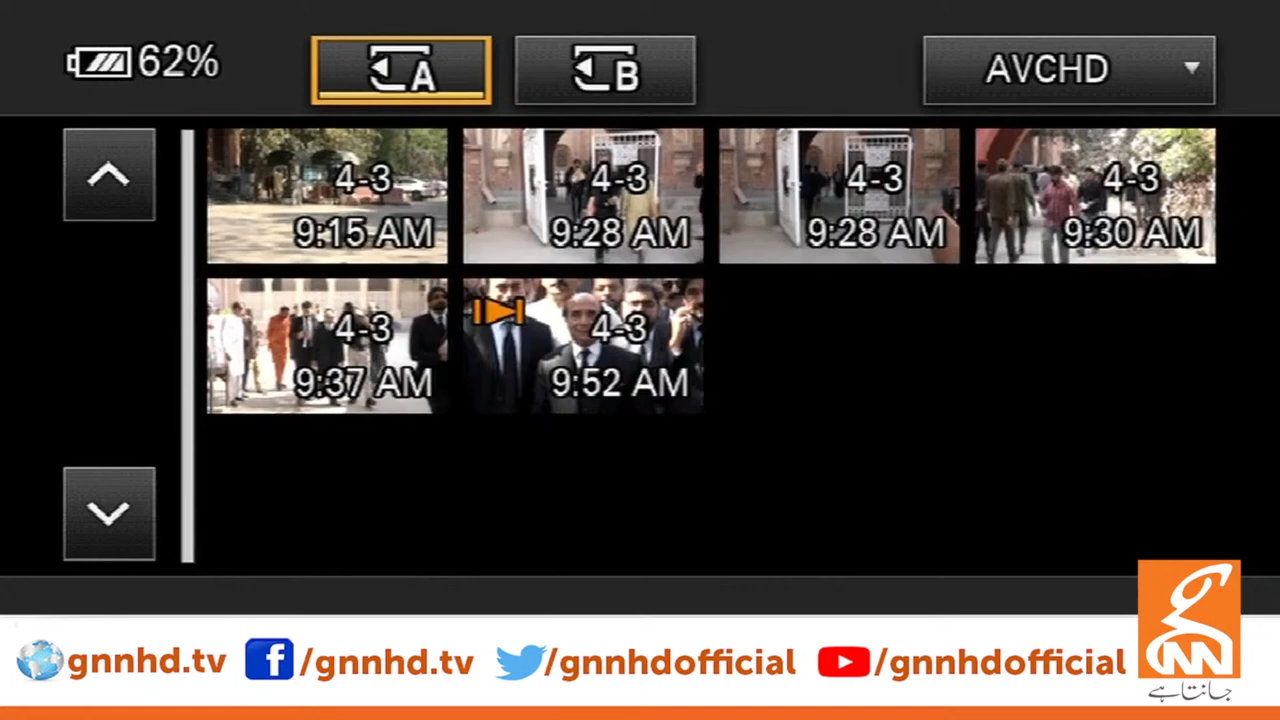 62% A B AVCHD
4-3 4-3 4-3 4-3
9:15 AM 9:28 AM 9:28 AM 9:30 AM
4-3 4-3
9:37 AM 9:52 AM
gnnhd.tv f /gnnhd.tv /gnnhdofficial /gnnhdofficial
GNN
جانتا ہے